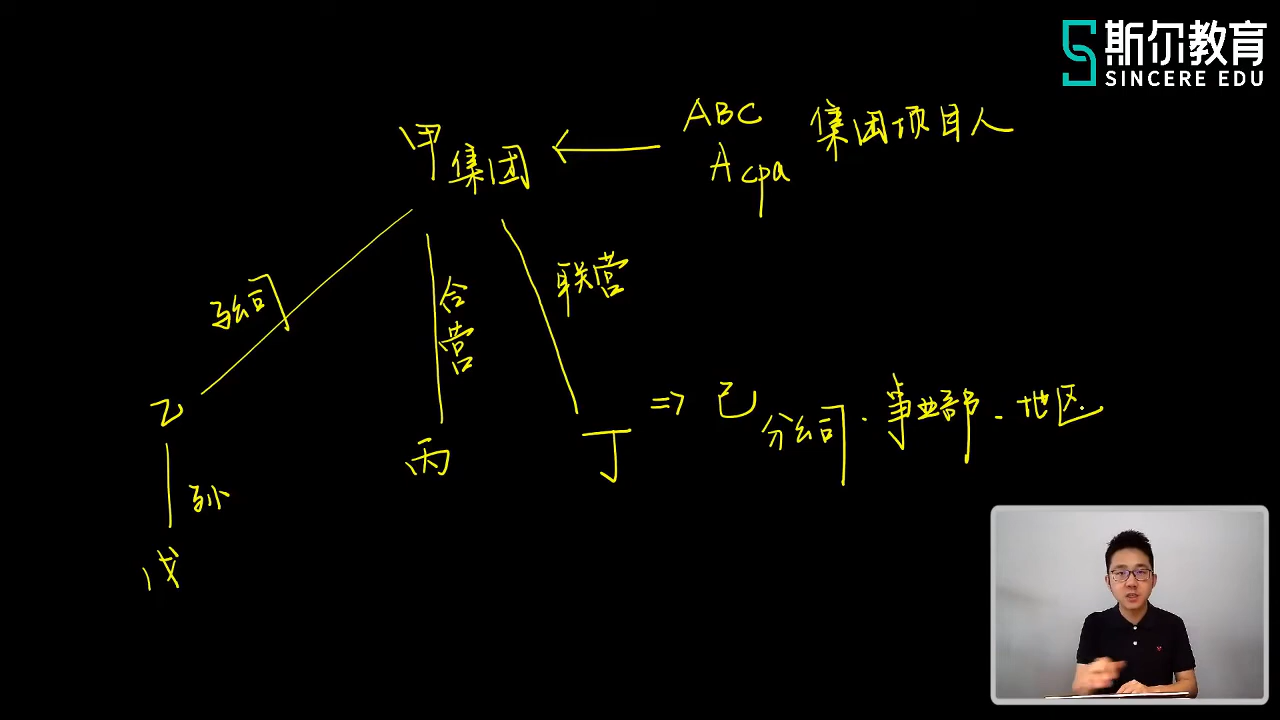 斯尔教育
SINCERE EDU
甲集团
ABC 集团项目人
A cpa
子公司
合营
联营
乙
丙
丁 => 己 分公司.事业部.地区
孙
戊